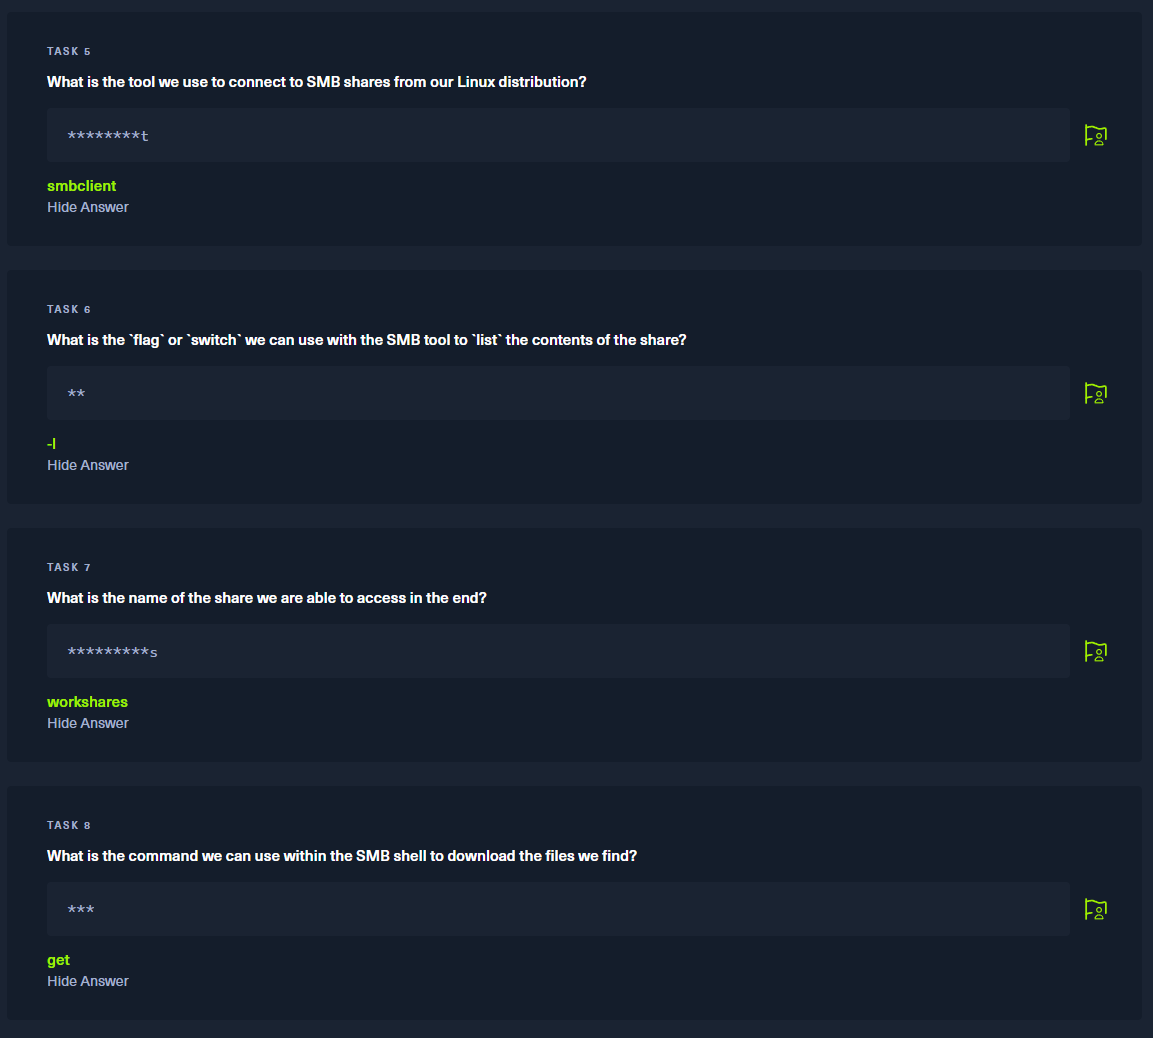 TASK 5
What is the tool we use to connect to SMB shares from our Linux distribution?
********t
smbclient
Hide Answer
TASK 6
What is the `flag` or `switch` we can use with the SMB tool to `list` the contents of the share?
**
-l
Hide Answer
TASK 7
What is the name of the share we are able to access in the end?
*********s
workshares
Hide Answer
TASK 8
What is the command we can use within the SMB shell to download the files we find?
***
get
Hide Answer